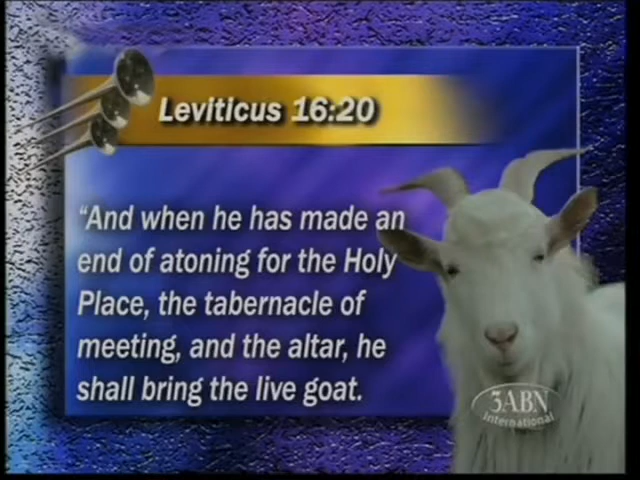 Leviticus 16:20
“And when he has made an
end of atoning for the Holy
Place, the tabernacle of
meeting, and the altar, he
shall bring the live goat.
3ABN
International